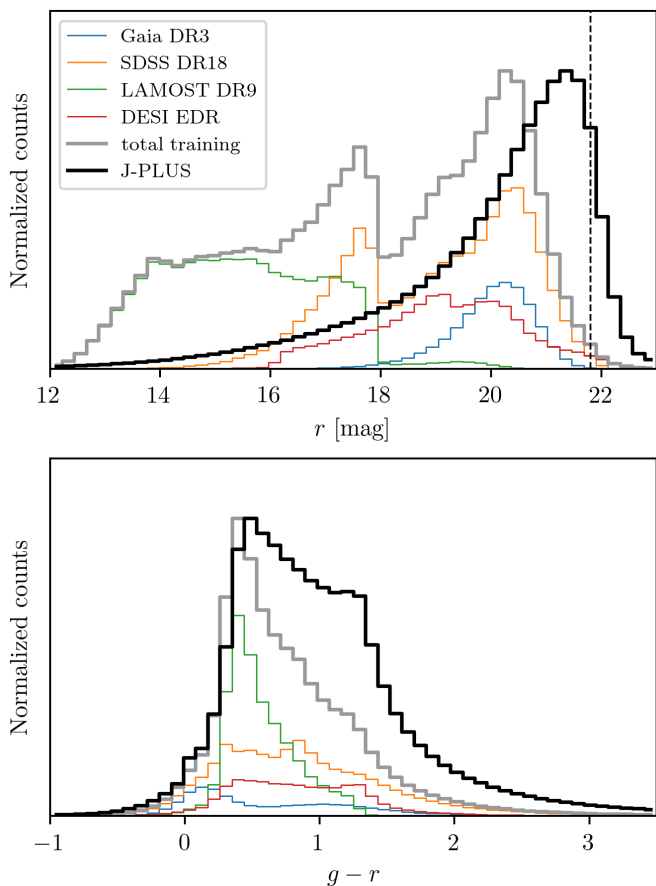 Gaia DR3
SDSS DR18
LAMOST DR9
DESI EDR
total training
J-PLUS
Normalized counts
12 14 16 18 20 22
r [mag]
Normalized counts
−1 0 1 2 3
g − r